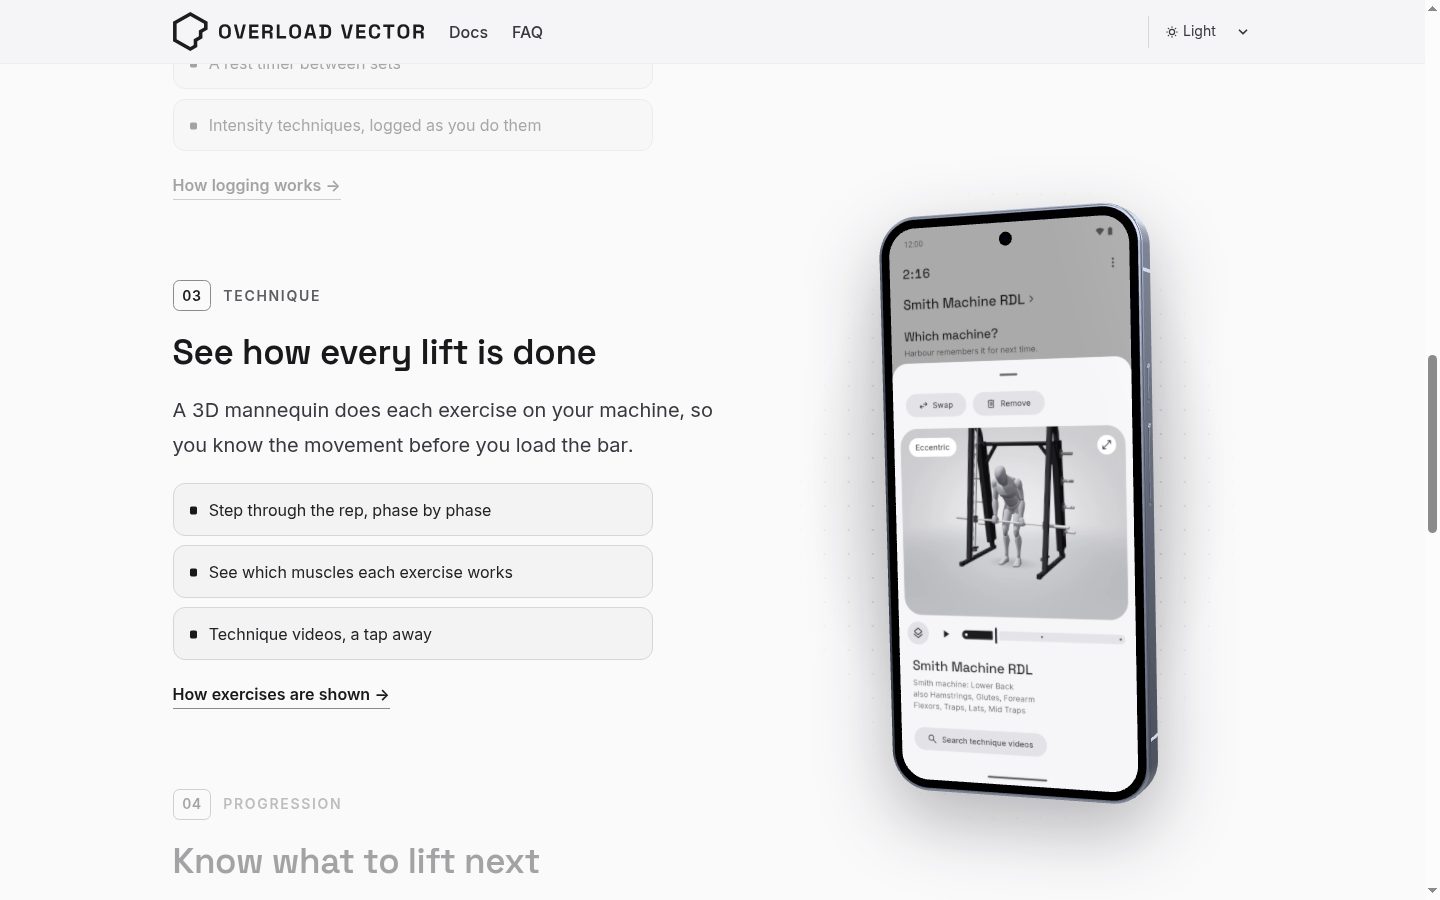 OVERLOAD VECTOR
Docs
FAQ
Light
A rest timer between sets
Intensity techniques, logged as you do them
How logging works →
03
TECHNIQUE
See how every lift is done
A 3D mannequin does each exercise on your machine, so
you know the movement before you load the bar.
Step through the rep, phase by phase
See which muscles each exercise works
Technique videos, a tap away
How exercises are shown →
04
PROGRESSION
Know what to lift next
12:00
2:16
Smith Machine RDL ›
Which machine?
Harbour remembers it for next time.
Swap
Remove
Eccentric
Smith Machine RDL
Smith machine: Lower Back
also Hamstrings, Glutes, Forearm
Flexors, Traps, Lats, Mid Traps
Search technique videos